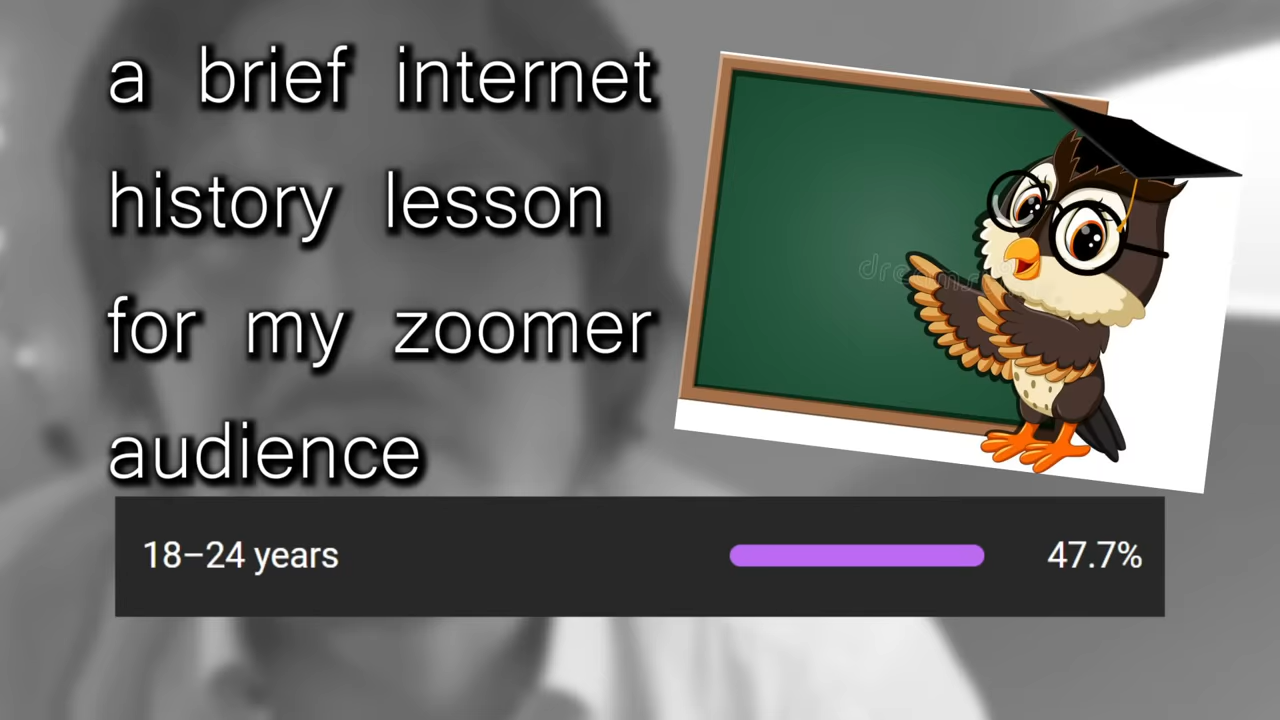 a brief internet
history lesson
for my zoomer
audience
18–24 years
47.7%